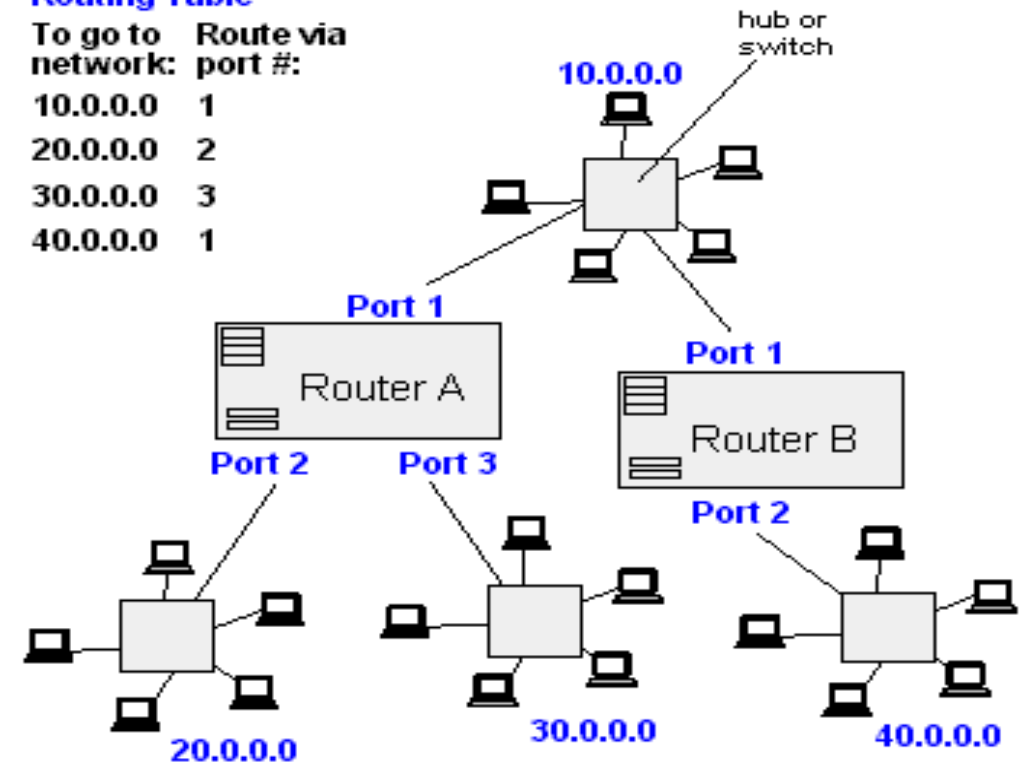 Routing Table
To go to Route via
network: port #:
10.0.0.0 1
20.0.0.0 2
30.0.0.0 3
40.0.0.0 1
hub or
switch
10.0.0.0
Port 1
Router A
Port 2 Port 3
Port 1
Router B
Port 2
20.0.0.0
30.0.0.0
40.0.0.0